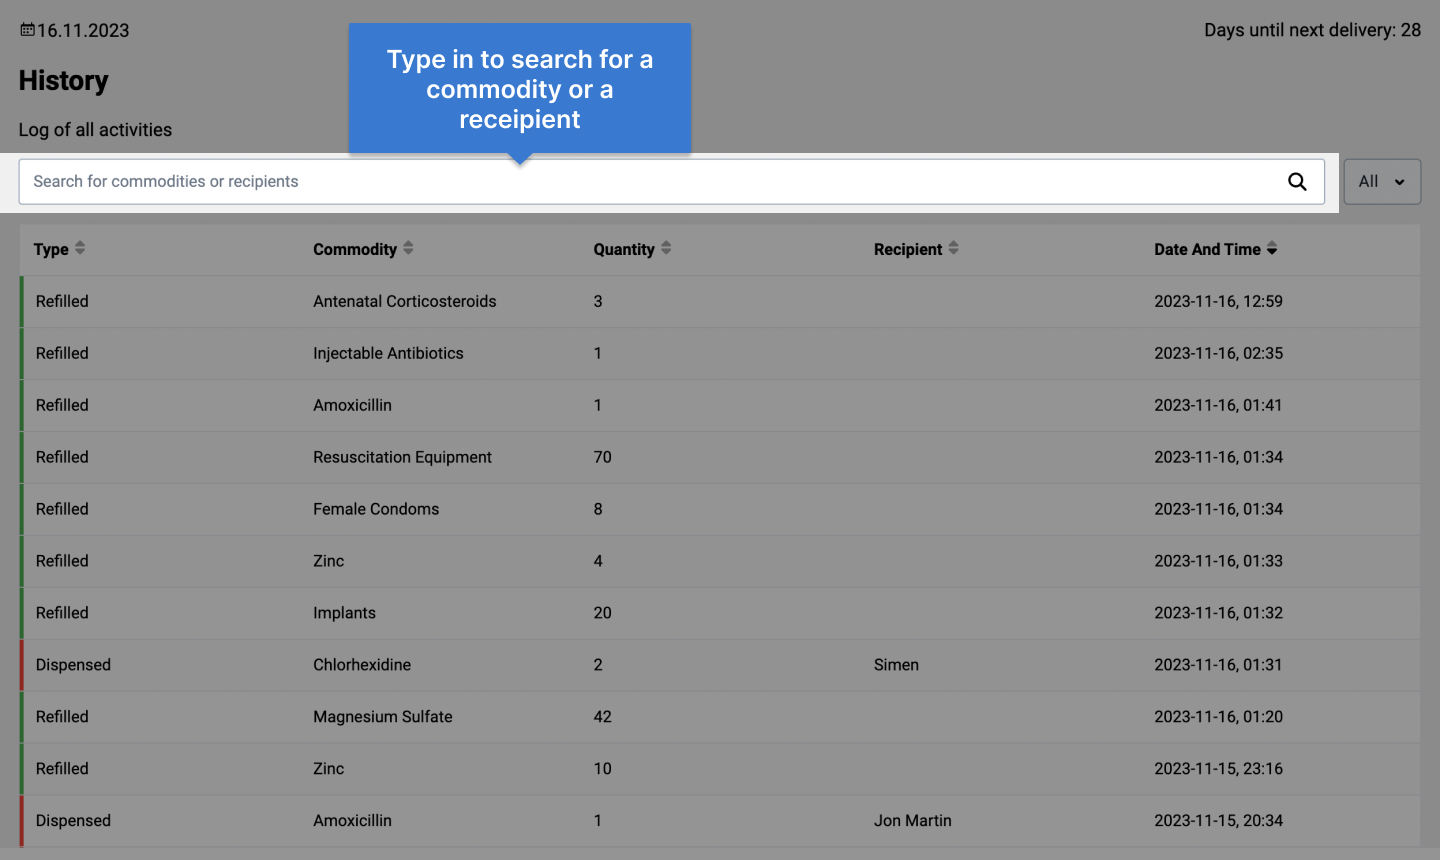 16.11.2023
Days until next delivery: 28
History
Type in to search for a
commodity or a
receipient
Log of all activities
Search for commodities or recipients
All
Type Commodity Quantity Recipient Date And Time
Refilled Antenatal Corticosteroids 3 2023-11-16, 12:59
Refilled Injectable Antibiotics 1 2023-11-16, 02:35
Refilled Amoxicillin 1 2023-11-16, 01:41
Refilled Resuscitation Equipment 70 2023-11-16, 01:34
Refilled Female Condoms 8 2023-11-16, 01:34
Refilled Zinc 4 2023-11-16, 01:33
Refilled Implants 20 2023-11-16, 01:32
Dispensed Chlorhexidine 2 Simen 2023-11-16, 01:31
Refilled Magnesium Sulfate 42 2023-11-16, 01:20
Refilled Zinc 10 2023-11-15, 23:16
Dispensed Amoxicillin 1 Jon Martin 2023-11-15, 20:34